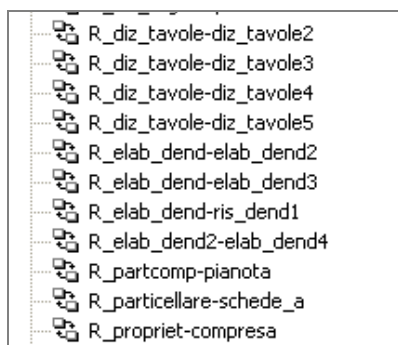 R_diz_tavole-diz_tavole2
R_diz_tavole-diz_tavole3
R_diz_tavole-diz_tavole4
R_diz_tavole-diz_tavole5
R_elab_dend-elab_dend2
R_elab_dend-elab_dend3
R_elab_dend-ris_dend1
R_elab_dend2-elab_dend4
R_partcomp-pianota
R_particellare-schede_a
R_propriet-compresa